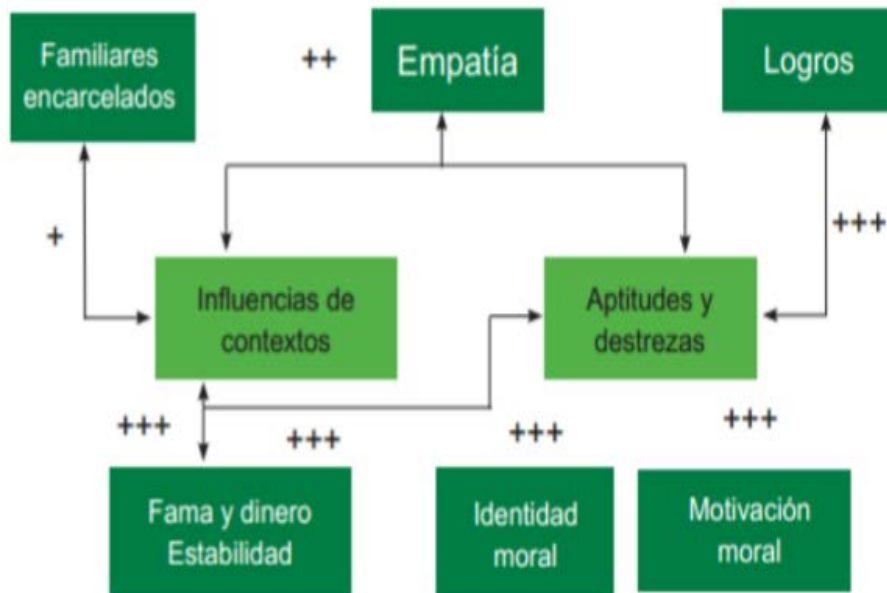 Familiares
encarcelados
++
Empatía
Logros
+
+++
Influencias de
contextos
Aptitudes y
destrezas
+++
+++
+++
+++
Fama y dinero
Estabilidad
Identidad
moral
Motivación
moral